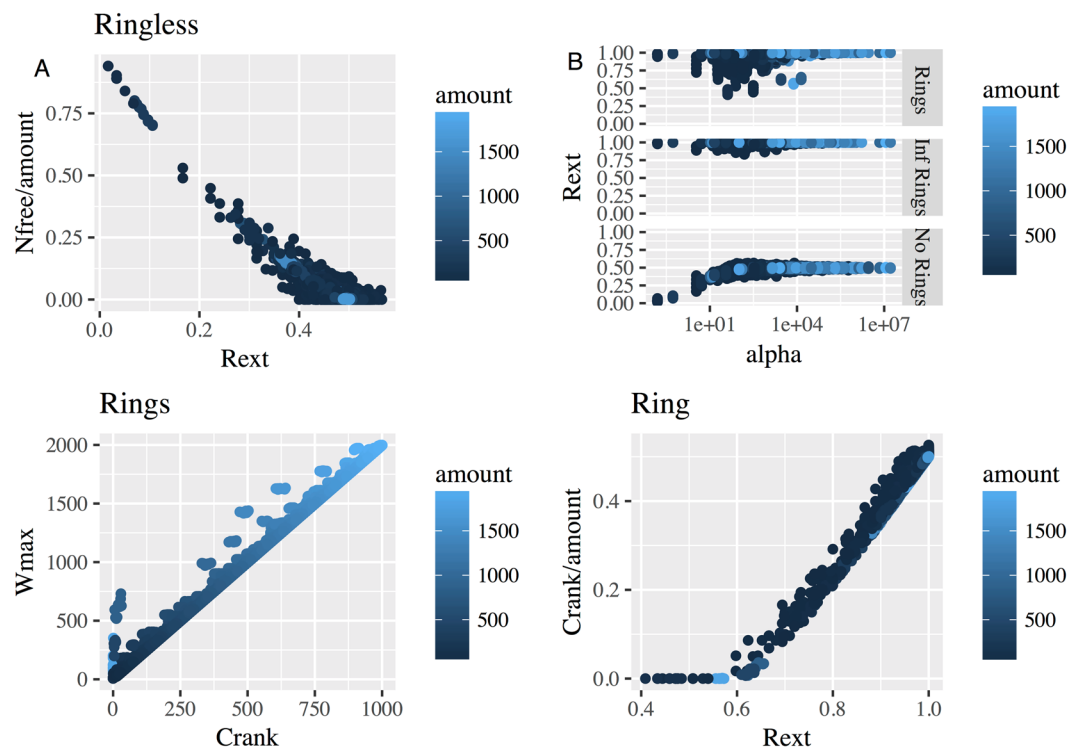 Ringless
A
0.75
0.50
0.25
0.00
Nfree/amount
0.0 0.2 0.4
Rext
amount
1500
1000
500
B
1.00
0.75
0.50
0.25
0.00
Rings
1.00
0.75
0.50
0.25
0.00
Inf Rings
1.00
0.75
0.50
0.25
0.00
No Rings
Rext
1e+01 1e+04 1e+07
alpha
amount
1500
1000
500
Rings
2000
1500
1000
500
0
Wmax
0 250 500 750 1000
Crank
amount
1500
1000
500
Ring
0.4
0.2
0.0
Crank/amount
0.4 0.6 0.8 1.0
Rext
amount
1500
1000
500